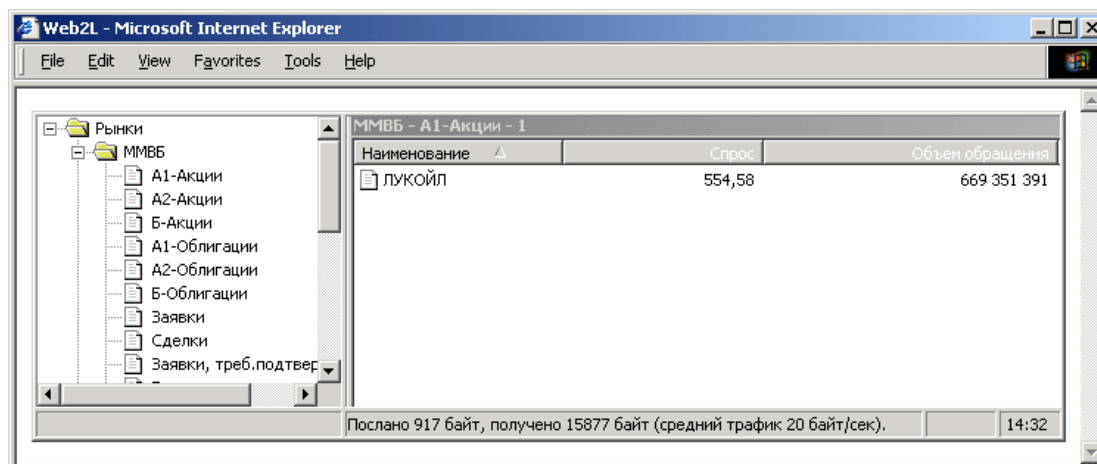 Web2L - Microsoft Internet Explorer
File Edit View Favorites Tools Help
Рынки
ММВБ
А1-Акции
А2-Акции
Б-Акции
А1-Облигации
А2-Облигации
Б-Облигации
Заявки
Сделки
Заявки, треб.подтвер
ММВБ - А1-Акции - 1
Наименование Спрос Объем обращения
ЛУКОЙЛ 554,58 669 351 391
Послано 917 байт, получено 15877 байт (средний трафик 20 байт/сек). 14:32